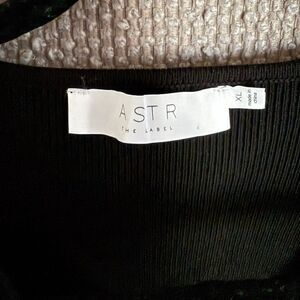 ASTR
THE LABEL
XL